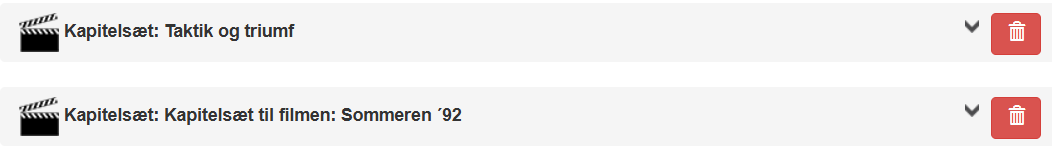 Kapitelsæt: Taktik og triumf
Kapitelsæt: Kapitelsæt til filmen: Sommeren ´92